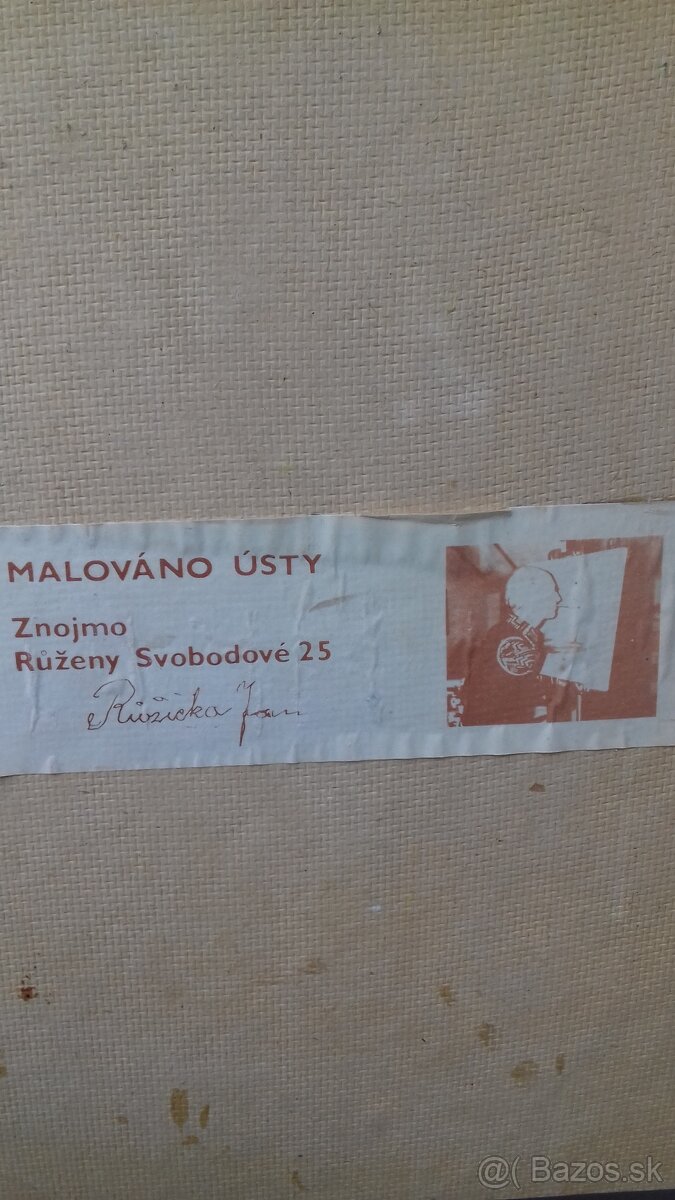 MALOVÁNO ÚSTY
Znojmo
Růženy Svobodové 25
Růžička Jan
@( Bazos.sk